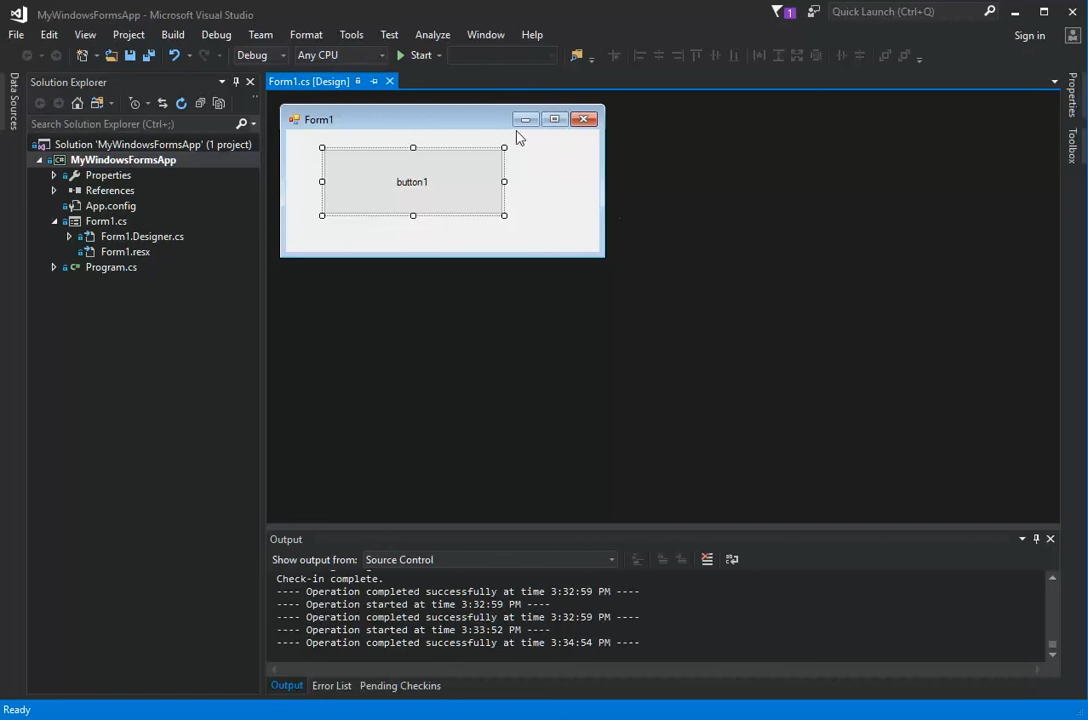 MyWindowsFormsApp - Microsoft Visual Studio
1
Quick Launch (Ctrl+Q)
File Edit View Project Build Debug Team Format Tools Test Analyze Window Help
Sign in
Debug Any CPU Start
Data Sources
Solution Explorer
Search Solution Explorer (Ctrl+;)
Solution 'MyWindowsFormsApp' (1 project)
C# MyWindowsFormsApp
Properties
References
App.config
Form1.cs
Form1.Designer.cs
Form1.resx
C# Program.cs
Form1.cs [Design]
Form1
button1
Properties
Toolbox
Output
Show output from: Source Control
Check-in complete.
---- Operation completed successfully at time 3:32:59 PM ----
---- Operation started at time 3:32:59 PM ----
---- Operation completed successfully at time 3:32:59 PM ----
---- Operation started at time 3:33:52 PM ----
---- Operation completed successfully at time 3:34:54 PM ----
Output Error List Pending Checkins
Ready